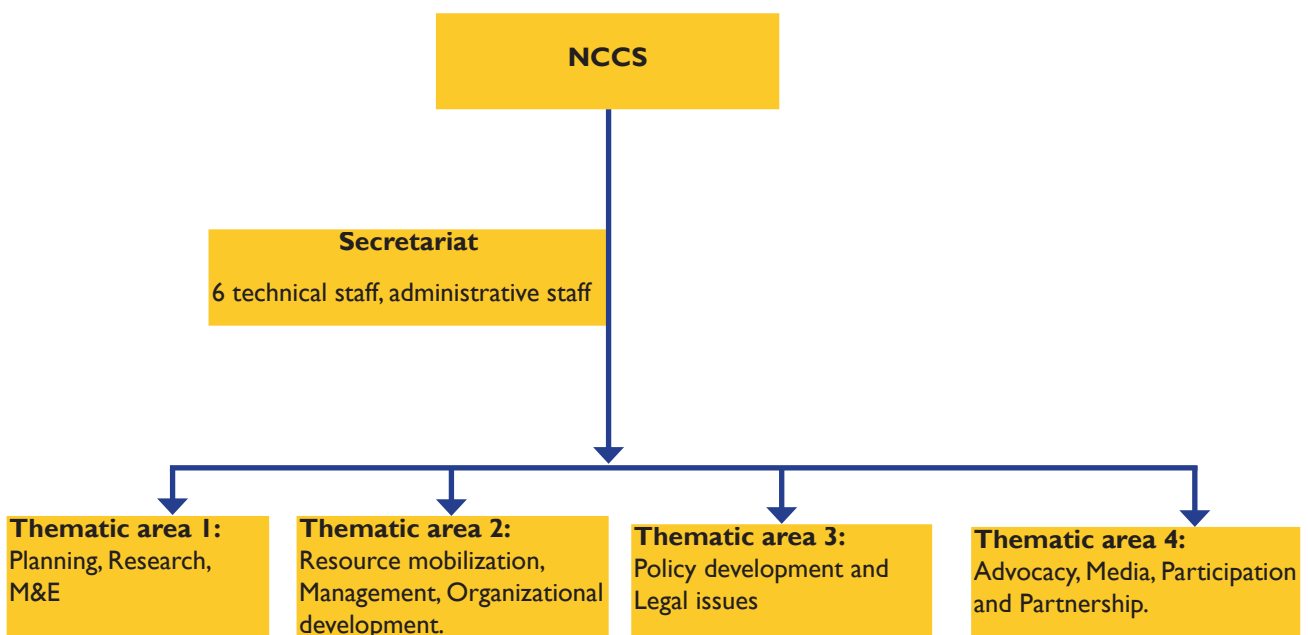 NCCS
Secretariat
6 technical staff, administrative staff
Thematic area 1:
Planning, Research,
M&E
Thematic area 2:
Resource mobilization,
Management, Organizational
development.
Thematic area 3:
Policy development and
Legal issues
Thematic area 4:
Advocacy, Media, Participation
and Partnership.